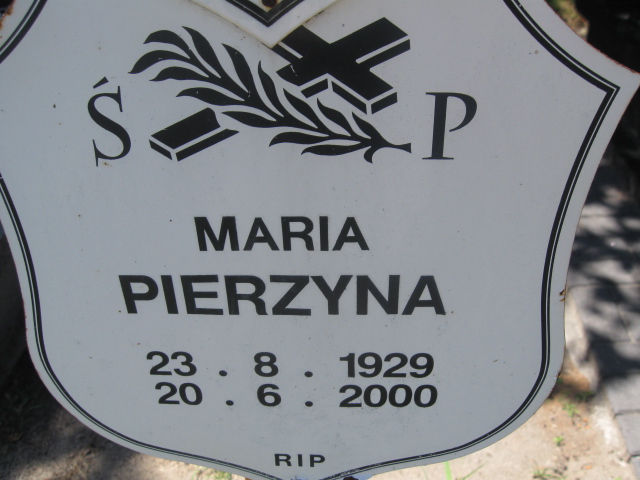 Ś P
MARIA
PIERZYNA
23 . 8 . 1929
20 . 6 . 2000
RIP